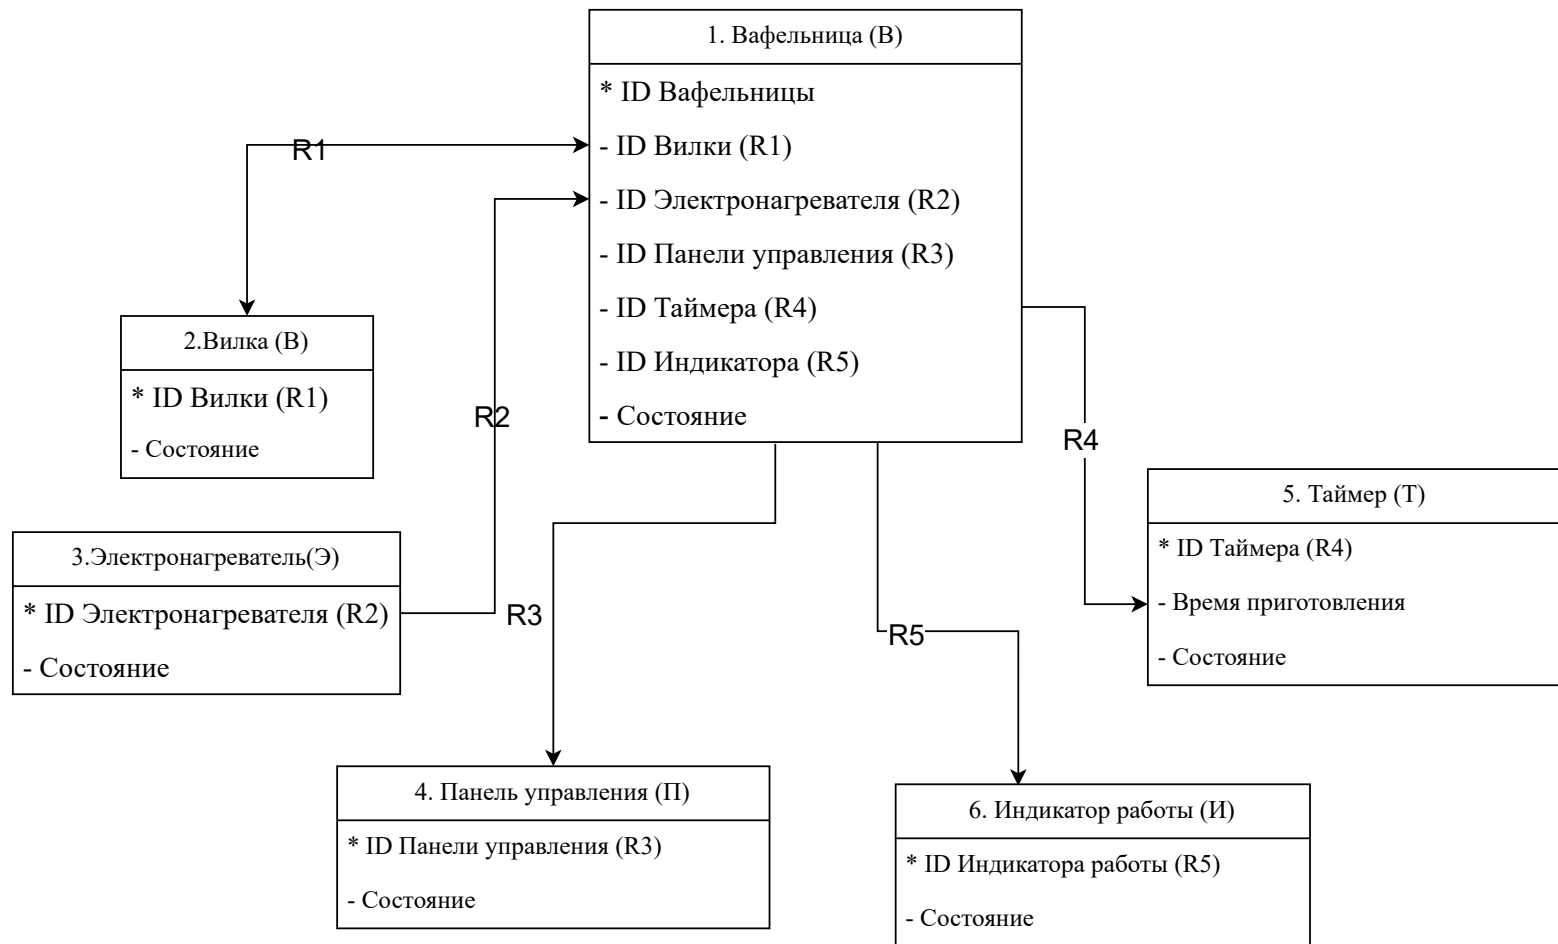 1. Вафельница (В)
* ID Вафельницы
- ID Вилки (R1)
- ID Электронагревателя (R2)
- ID Панели управления (R3)
- ID Таймера (R4)
- ID Индикатора (R5)
- Состояние
R1
2.Вилка (В)
* ID Вилки (R1)
- Состояние
R2
R4
3.Электронагреватель(Э)
* ID Электронагревателя (R2)
- Состояние
5. Таймер (Т)
* ID Таймера (R4)
- Время приготовления
- Состояние
R3
R5
4. Панель управления (П)
* ID Панели управления (R3)
- Состояние
6. Индикатор работы (И)
* ID Индикатора работы (R5)
- Состояние